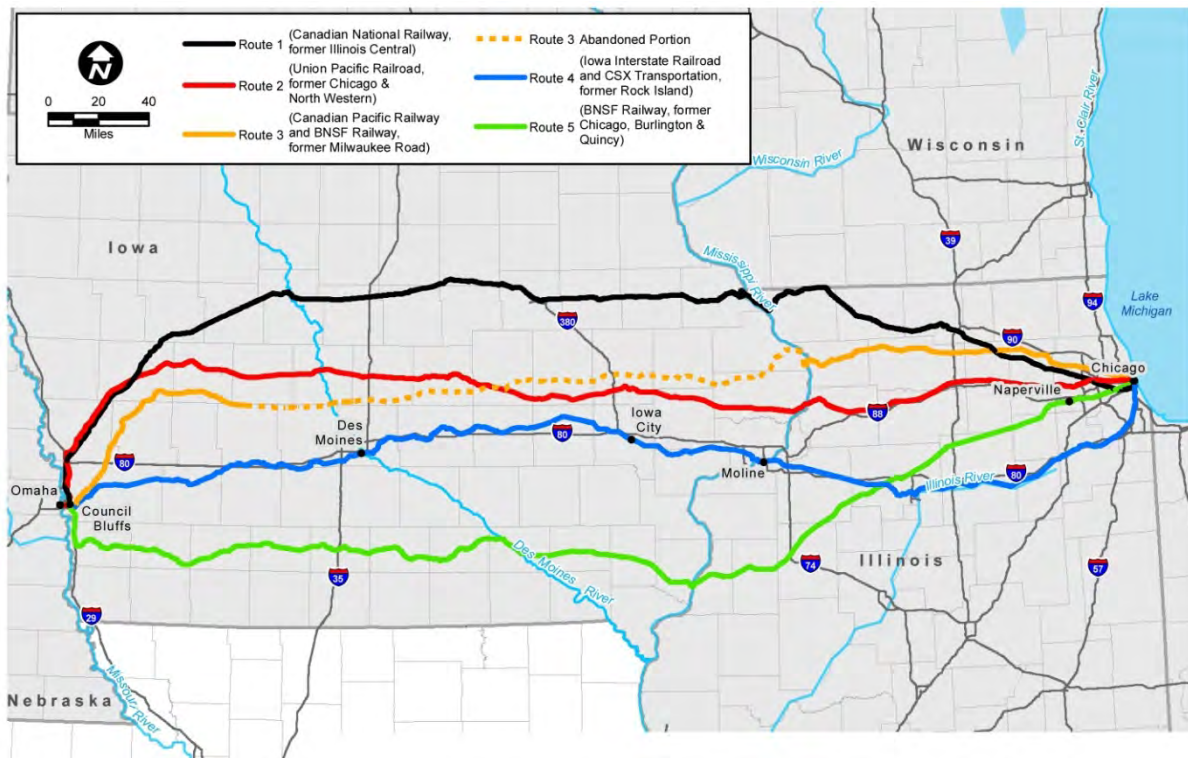 N
0 20 40
Miles
Route 1 (Canadian National Railway,
former Illinois Central)
Route 2 (Union Pacific Railroad,
former Chicago &
North Western)
Route 3 (Canadian Pacific Railway
and BNSF Railway,
former Milwaukee Road)
Route 3 Abandoned Portion
Route 4 (Iowa Interstate Railroad
and CSX Transportation,
former Rock Island)
Route 5 (BNSF Railway, former
Chicago, Burlington &
Quincy)
Wisconsin
Wisconsin River
St. Clair River
Iowa
39
Mississippi River
Lake
Michigan
94
380
90
Chicago
Naperville
88
Des
Moines
Iowa
City
80
80
Moline
80
Illinois River
Omaha
Council
Bluffs
Des Moines River
Illinois
74
57
35
29
Missouri River
Nebraska